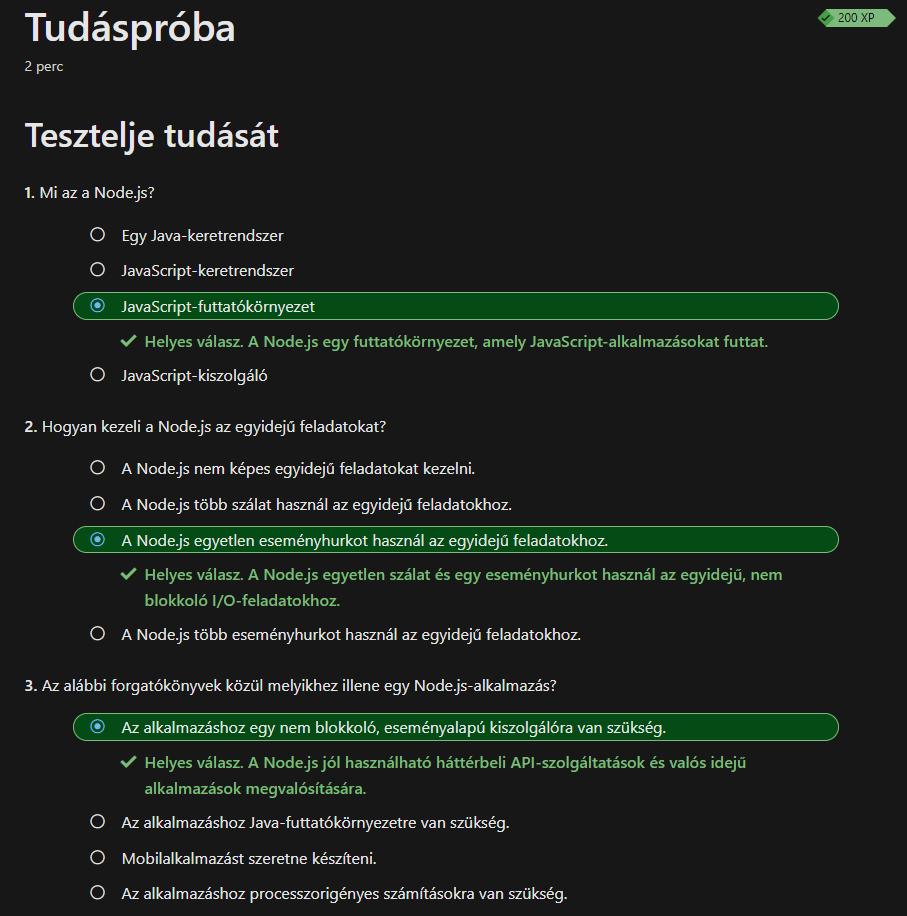 Tudáspróba
200 XP
2 perc
Tesztelje tudását
1. Mi az a Node.js?
Egy Java-keretrendszer
JavaScript-keretrendszer
JavaScript-futtatókörnyezet
Helyes válasz. A Node.js egy futtatókörnyezet, amely JavaScript-alkalmazásokat futtat.
JavaScript-kiszolgáló
2. Hogyan kezeli a Node.js az egyidejű feladatokat?
A Node.js nem képes egyidejű feladatokat kezelni.
A Node.js több szálat használ az egyidejű feladatokhoz.
A Node.js egyetlen eseményhurkot használ az egyidejű feladatokhoz.
Helyes válasz. A Node.js egyetlen szálat és egy eseményhurkot használ az egyidejű, nem
blokkoló I/O-feladatokhoz.
A Node.js több eseményhurkot használ az egyidejű feladatokhoz.
3. Az alábbi forgatókönyvek közül melyikhez illene egy Node.js-alkalmazás?
Az alkalmazáshoz egy nem blokkoló, eseményalapú kiszolgálóra van szükség.
Helyes válasz. A Node.js jól használható háttérbeli API-szolgáltatások és valós idejű
alkalmazások megvalósítására.
Az alkalmazáshoz Java-futtatókörnyezetre van szükség.
Mobilalkalmazást szeretne készíteni.
Az alkalmazáshoz processzorigényes számításokra van szükség.